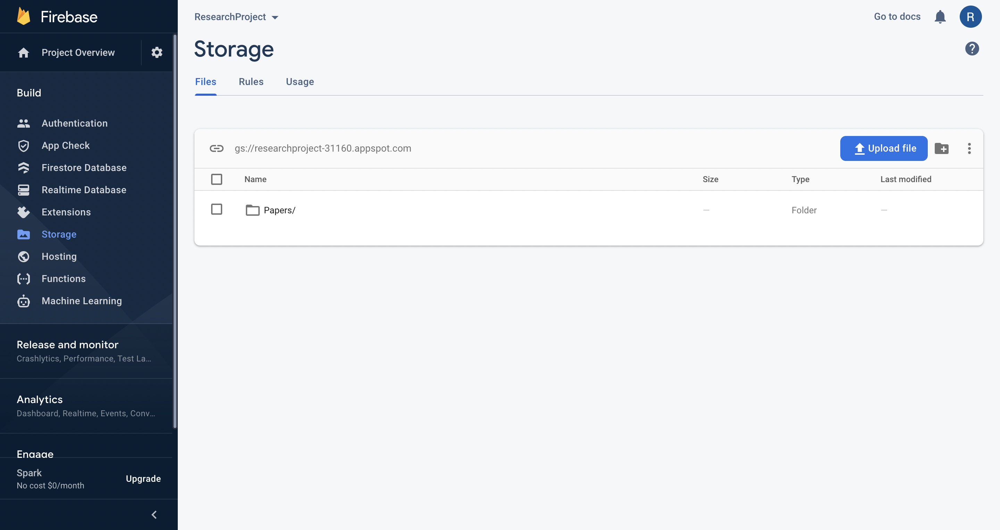 Firebase
Project Overview
Build
Authentication
App Check
Firestore Database
Realtime Database
Extensions
Storage
Hosting
Functions
Machine Learning
Release and monitor
Crashlytics, Performance, Test La...
Analytics
Dashboard, Realtime, Events, Conv...
Engage
Spark
No cost $0/month
Upgrade
ResearchProject
Go to docs
R
Storage
?
Files Rules Usage
gs://researchproject-31160.appspot.com
Upload file
Name Size Type Last modified
Papers/ — Folder —